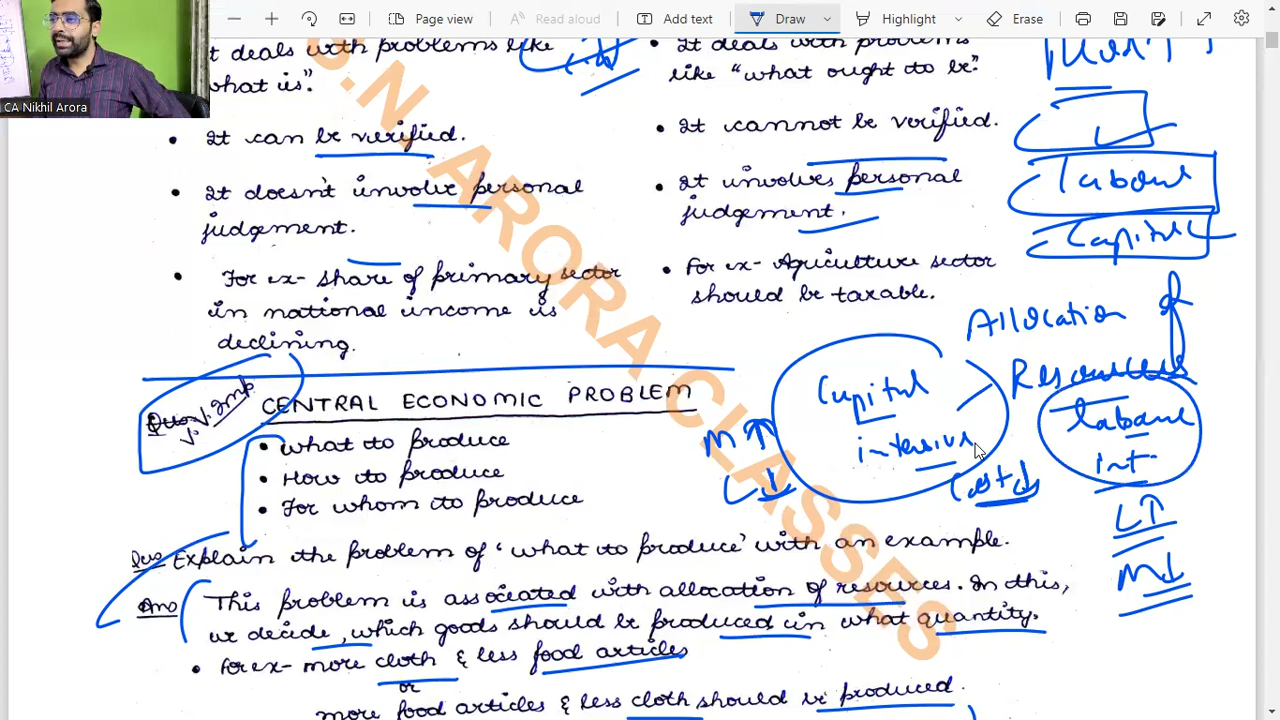 Page view
Read aloud
Add text
Draw
Highlight
Erase
CA Nikhil Arora
S.N. ARORA CLASSES
t deals with problems like
what is".
• It can be verified.
• It doesn't involve personal
judgement.
• For ex- share of primary sector
in national income is
declining.
• It deals with problems
like "what ought to be".
• It cannot be verified.
• It involves personal
judgement.
• For ex- Agriculture sector
should be taxable.
Labour
Capital
Allocation of
Resources
Capital
intensive
M↑
L↓
Cost↓
labour
int.
L↑
M↓
V.V. Imp
CENTRAL ECONOMIC PROBLEM
• What to produce
• How to produce
• For whom to produce
Ques Explain the problem of 'what to produce' with an example.
Ans This problem is associated with allocation of resources. In this,
we decide, which goods should be produced in what quantity.
• For ex- more cloth & less food articles
or
more food articles & less cloth should be produced.